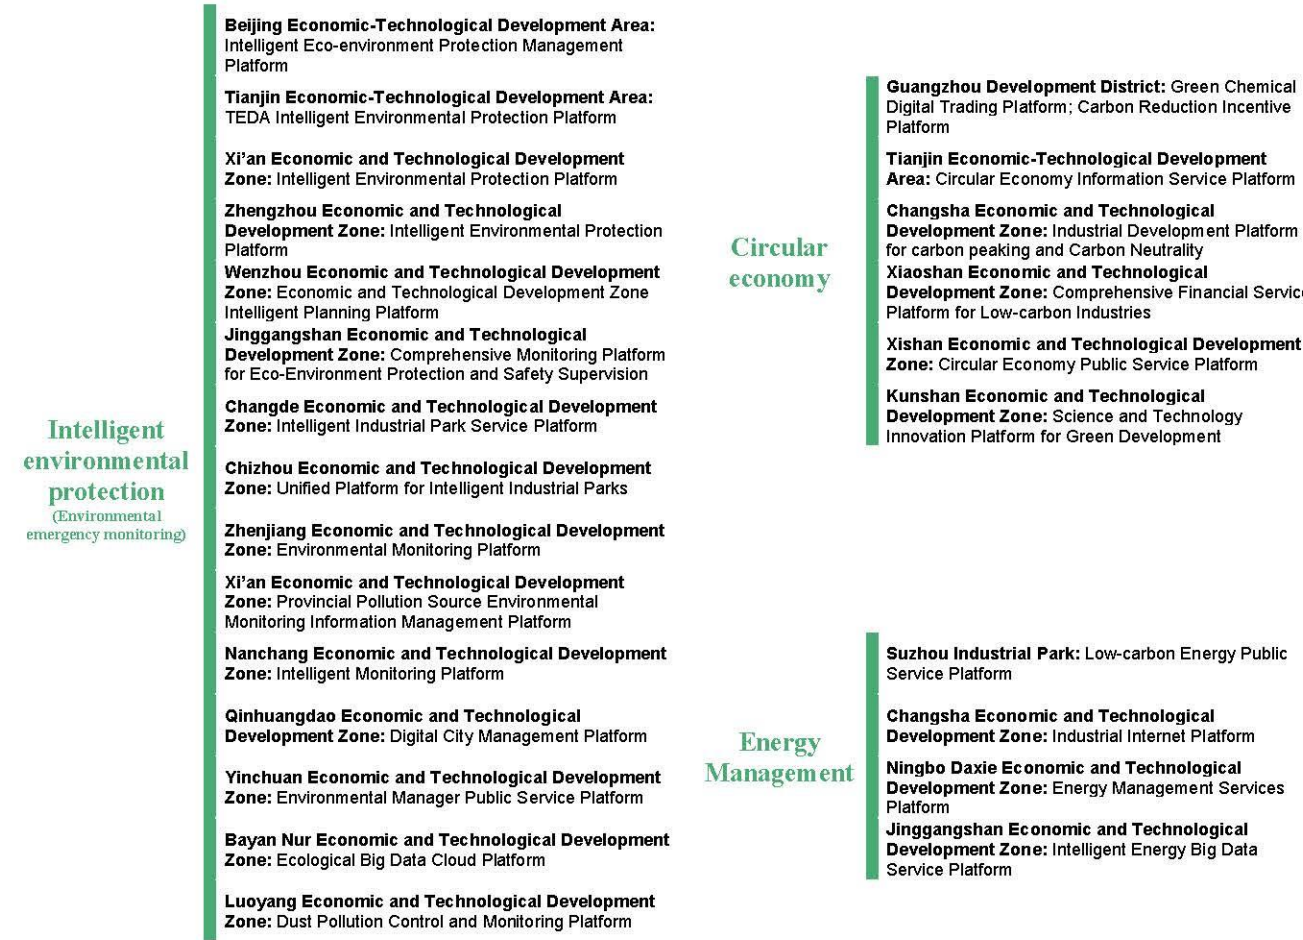 Intelligent
environmental
protection
(Environmental
emergency monitoring)
Beijing Economic-Technological Development Area:
Intelligent Eco-environment Protection Management
Platform
Tianjin Economic-Technological Development Area:
TEDA Intelligent Environmental Protection Platform
Xi'an Economic and Technological Development
Zone: Intelligent Environmental Protection Platform
Zhengzhou Economic and Technological
Development Zone: Intelligent Environmental Protection
Platform
Wenzhou Economic and Technological Development
Zone: Economic and Technological Development Zone
Intelligent Planning Platform
Jinggangshan Economic and Technological
Development Zone: Comprehensive Monitoring Platform
for Eco-Environment Protection and Safety Supervision
Changde Economic and Technological Development
Zone: Intelligent Industrial Park Service Platform
Chizhou Economic and Technological Development
Zone: Unified Platform for Intelligent Industrial Parks
Zhenjiang Economic and Technological Development
Zone: Environmental Monitoring Platform
Xi'an Economic and Technological Development
Zone: Provincial Pollution Source Environmental
Monitoring Information Management Platform
Nanchang Economic and Technological Development
Zone: Intelligent Monitoring Platform
Qinhuangdao Economic and Technological
Development Zone: Digital City Management Platform
Yinchuan Economic and Technological Development
Zone: Environmental Manager Public Service Platform
Bayan Nur Economic and Technological Development
Zone: Ecological Big Data Cloud Platform
Luoyang Economic and Technological Development
Zone: Dust Pollution Control and Monitoring Platform
Circular
economy
Guangzhou Development District: Green Chemical
Digital Trading Platform; Carbon Reduction Incentive
Platform
Tianjin Economic-Technological Development
Area: Circular Economy Information Service Platform
Changsha Economic and Technological
Development Zone: Industrial Development Platform
for carbon peaking and Carbon Neutrality
Xiaoshan Economic and Technological
Development Zone: Comprehensive Financial Service
Platform for Low-carbon Industries
Xishan Economic and Technological Development
Zone: Circular Economy Public Service Platform
Kunshan Economic and Technological
Development Zone: Science and Technology
Innovation Platform for Green Development
Energy
Management
Suzhou Industrial Park: Low-carbon Energy Public
Service Platform
Changsha Economic and Technological
Development Zone: Industrial Internet Platform
Ningbo Daxie Economic and Technological
Development Zone: Energy Management Services
Platform
Jinggangshan Economic and Technological
Development Zone: Intelligent Energy Big Data
Service Platform